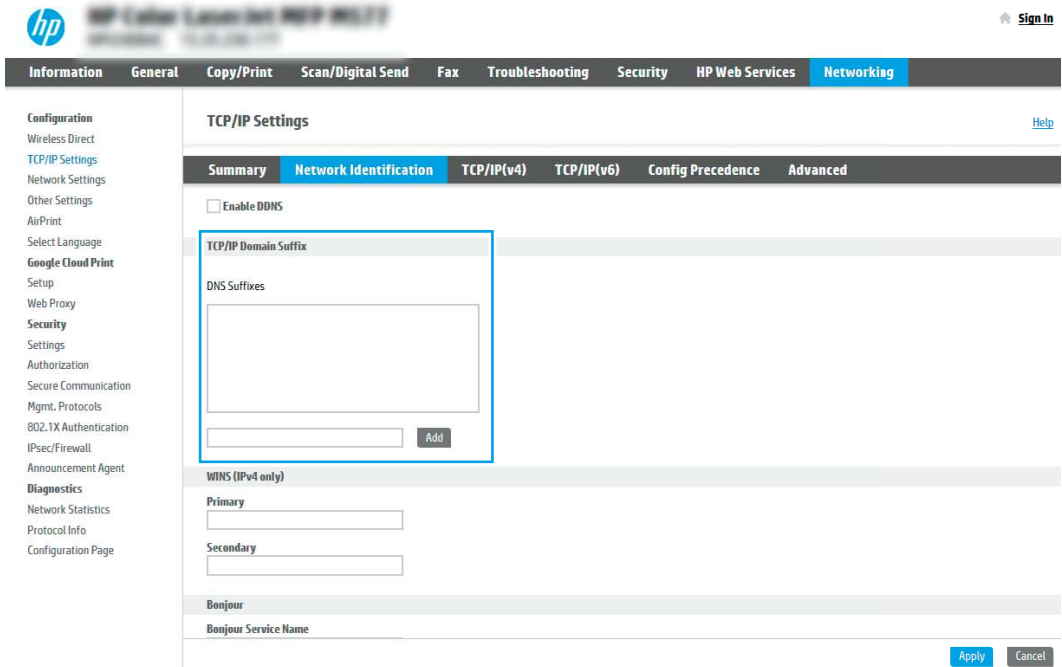 hp
Sign In
Information General Copy/Print Scan/Digital Send Fax Troubleshooting Security HP Web Services Networking
Configuration
Wireless Direct
TCP/IP Settings
Network Settings
Other Settings
AirPrint
Select Language
Google Cloud Print
Setup
Web Proxy
Security
Settings
Authorization
Secure Communication
Mgmt. Protocols
802.1X Authentication
IPsec/Firewall
Announcement Agent
Diagnostics
Network Statistics
Protocol Info
Configuration Page
TCP/IP Settings
Help
Summary Network Identification TCP/IP(v4) TCP/IP(v6) Config Precedence Advanced
Enable DDNS
TCP/IP Domain Suffix
DNS Suffixes
Add
WINS (IPv4 only)
Primary
Secondary
Bonjour
Bonjour Service Name
Apply Cancel